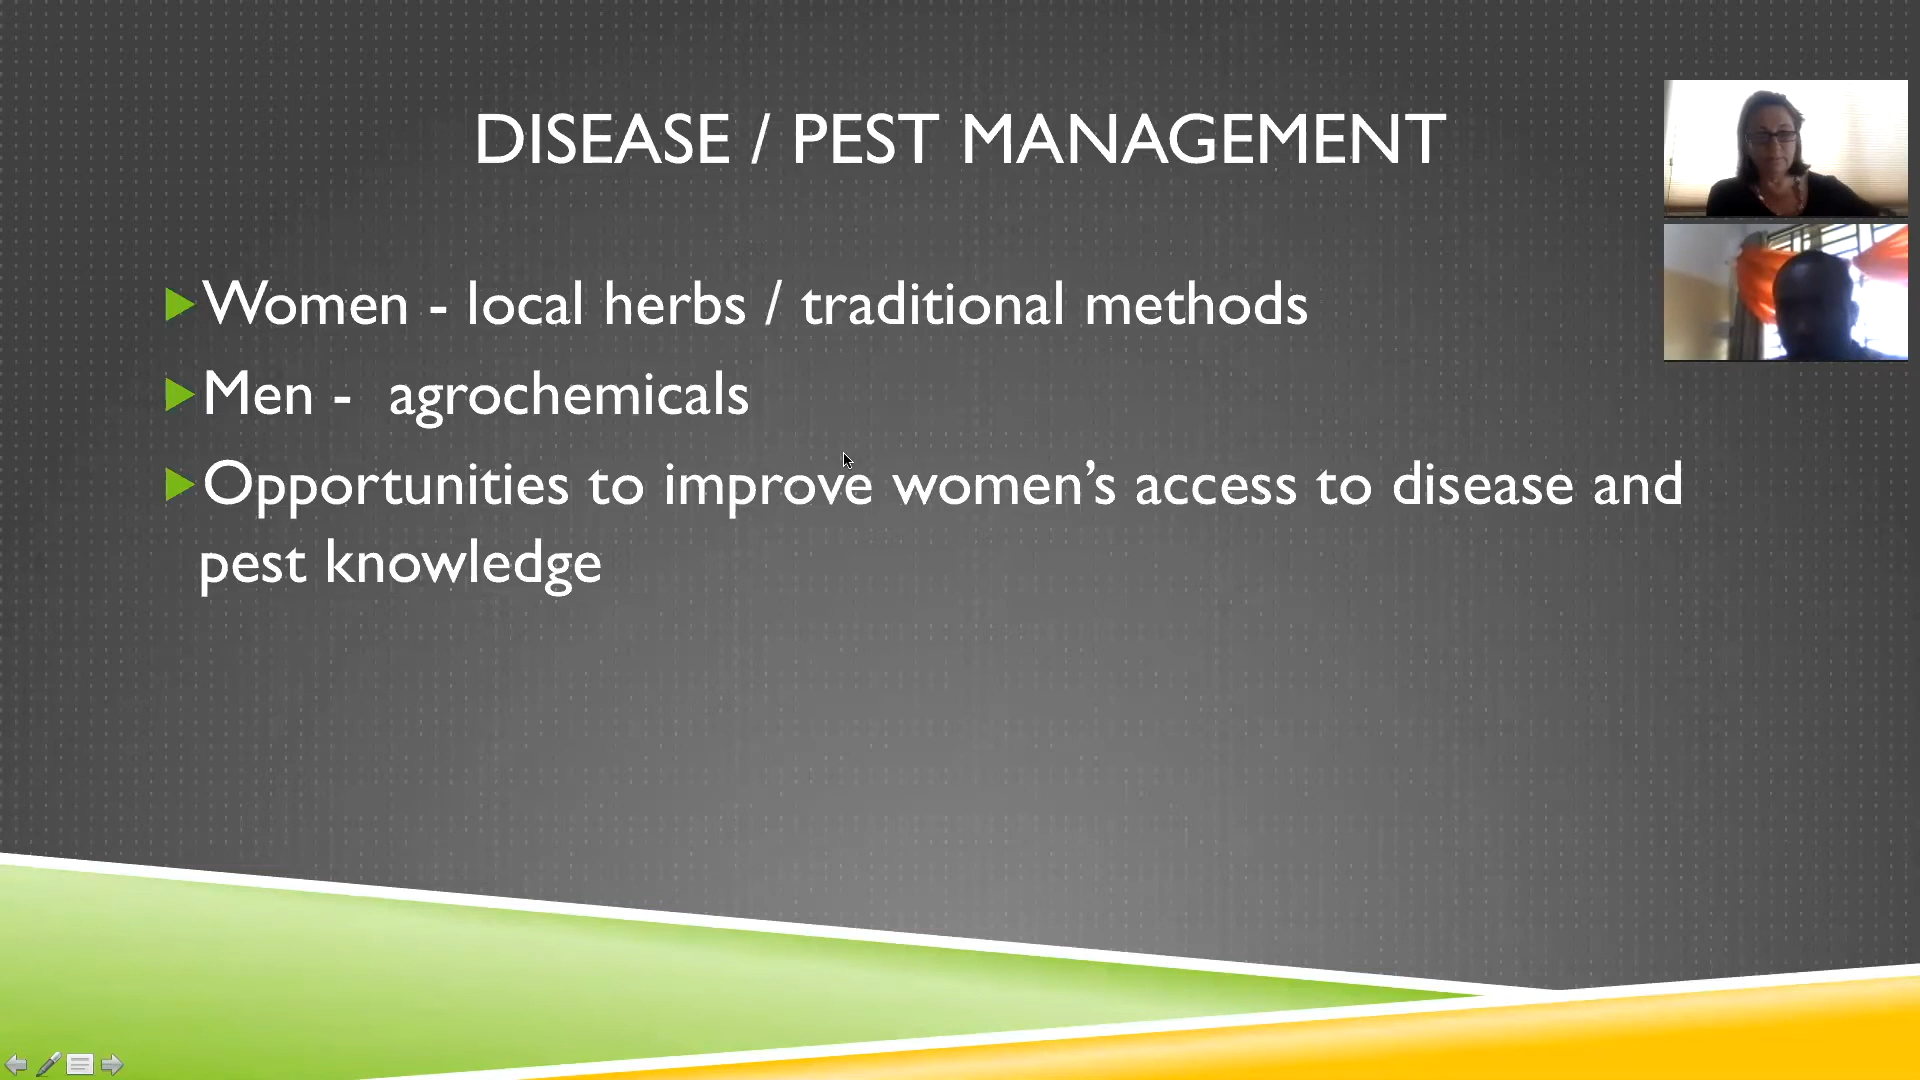 DISEASE / PEST MANAGEMENT
Women - local herbs / traditional methods
Men - agrochemicals
Opportunities to improve women’s access to disease and
pest knowledge